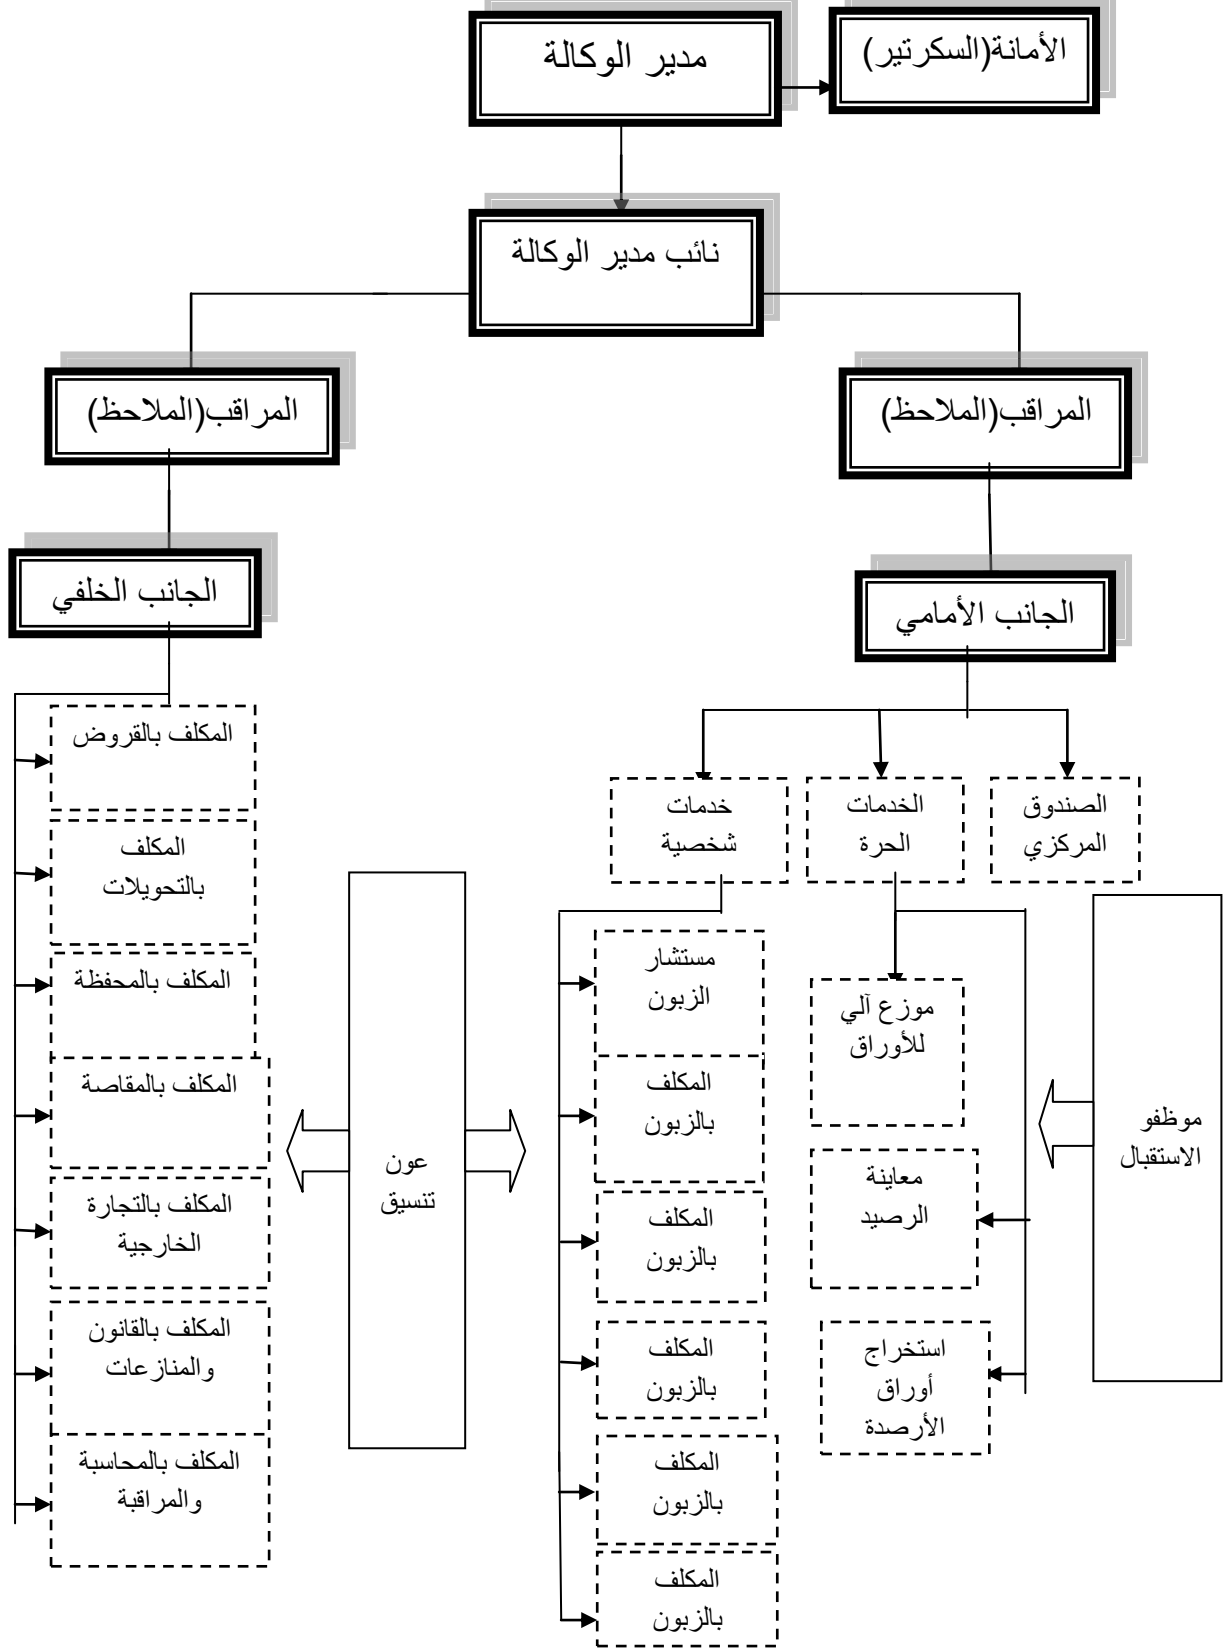 مدير الوكالة
الأمانة(السكرتير)
نائب مدير الوكالة
المراقب(الملاحظ)
المراقب(الملاحظ)
الجانب الأمامي
الجانب الخلفي
الصندوق
المركزي
الخدمات
الحرة
خدمات
شخصية
موظفو
الاستقبال
موزع آلي
للأوراق
معاينة
الرصيد
استخراج
أوراق
الأرصدة
مستشار
الزبون
المكلف
بالزبون
المكلف
بالزبون
المكلف
بالزبون
المكلف
بالزبون
المكلف
بالزبون
عون
تنسيق
المكلف بالقروض
المكلف
بالتحويلات
المكلف بالمحفظة
المكلف بالمقاصة
المكلف بالتجارة
الخارجية
المكلف بالقانون
والمنازعات
المكلف بالمحاسبة
والمراقبة